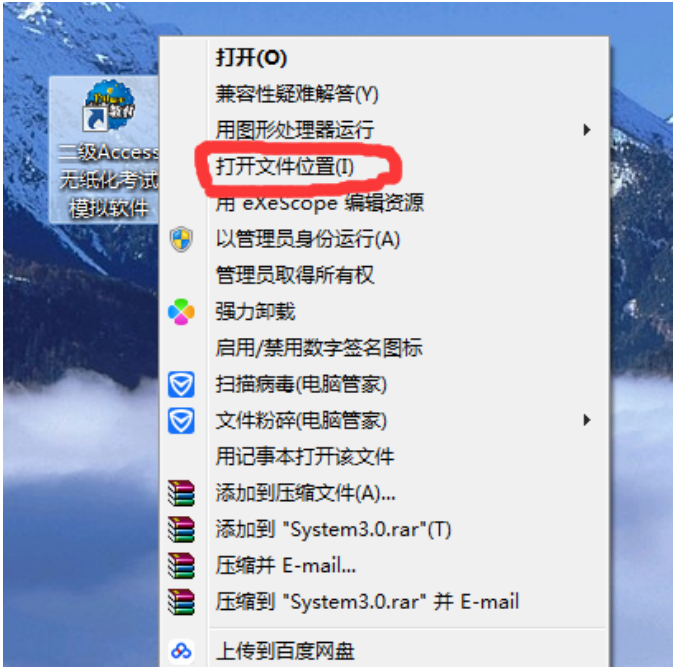 打开(O)
兼容性疑难解答(Y)
用图形处理器运行
打开文件位置(I)
用 eXeScope 编辑资源
以管理员身份运行(A)
管理员取得所有权
强力卸载
启用/禁用数字签名图标
扫描病毒(电脑管家)
文件粉碎(电脑管家)
用记事本打开该文件
添加到压缩文件(A)...
添加到 "System3.0.rar"(T)
压缩并 E-mail...
压缩到 "System3.0.rar" 并 E-mail
上传到百度网盘
二级Access
无纸化考试
模拟软件